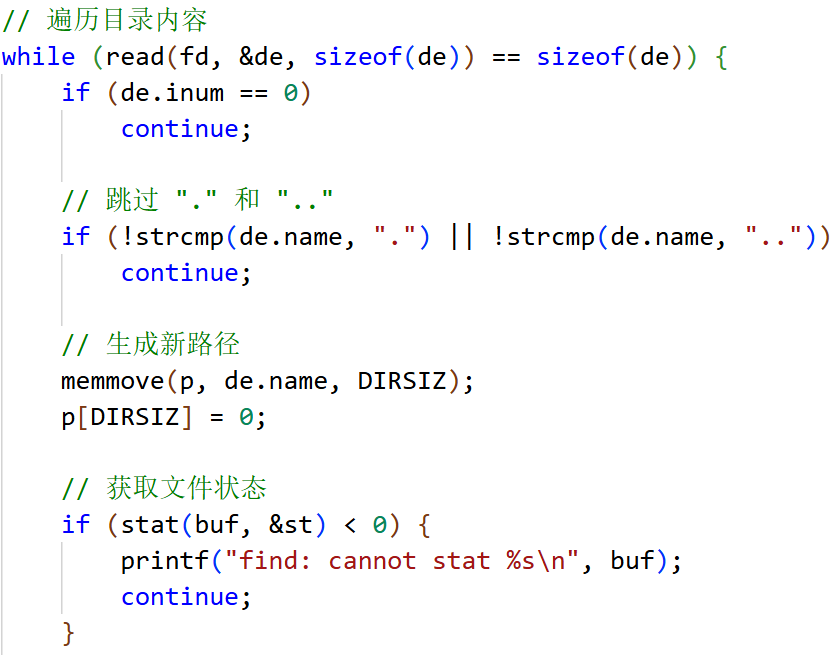 // 遍历目录内容
while (read(fd, &de, sizeof(de)) == sizeof(de)) {
    if (de.inum == 0)
        continue;

    // 跳过 "." 和 ".."
    if (!strcmp(de.name, ".") || !strcmp(de.name, ".."))
        continue;

    // 生成新路径
    memmove(p, de.name, DIRSIZ);
    p[DIRSIZ] = 0;

    // 获取文件状态
    if (stat(buf, &st) < 0) {
        printf("find: cannot stat %s\n", buf);
        continue;
    }